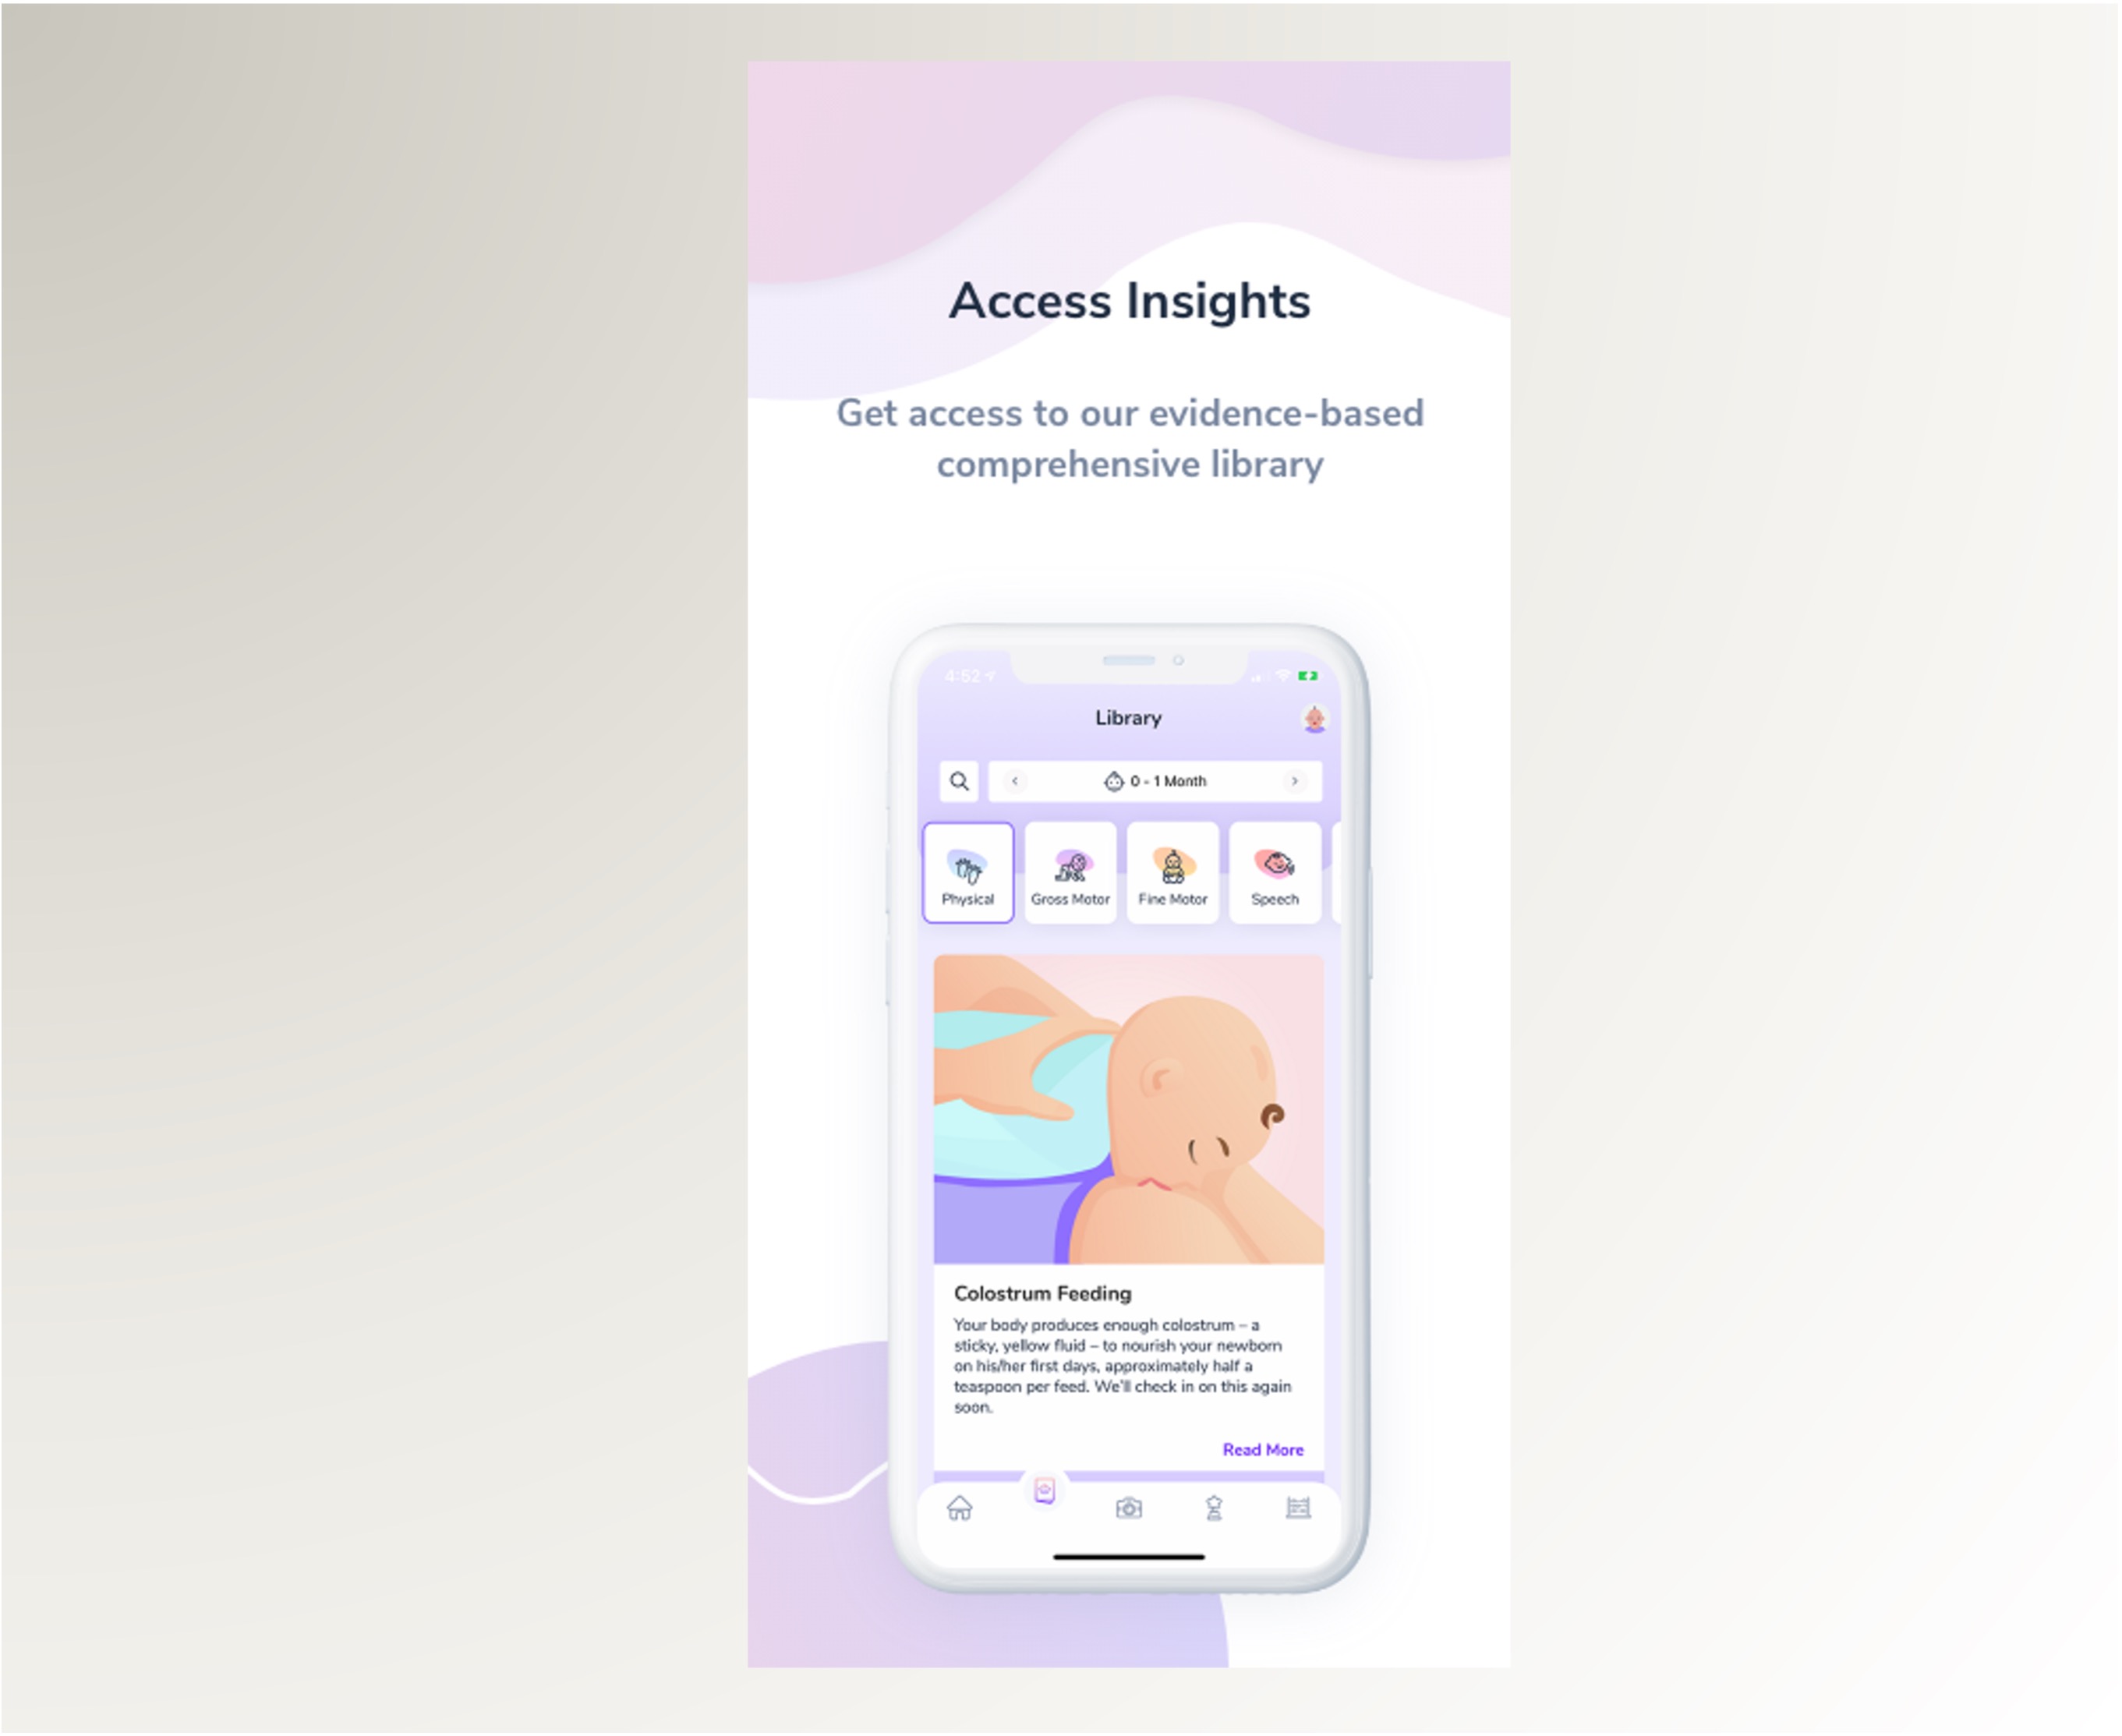 Access Insights
Get access to our evidence-based
comprehensive library
4:52
Library
0 - 1 Month
Physical
Gross Motor
Fine Motor
Speech
Colostrum Feeding
Your body produces enough colostrum – a
sticky, yellow fluid – to nourish your newborn
on his/her first days, approximately half a
teaspoon per feed. We'll check in on this again
soon.
Read More